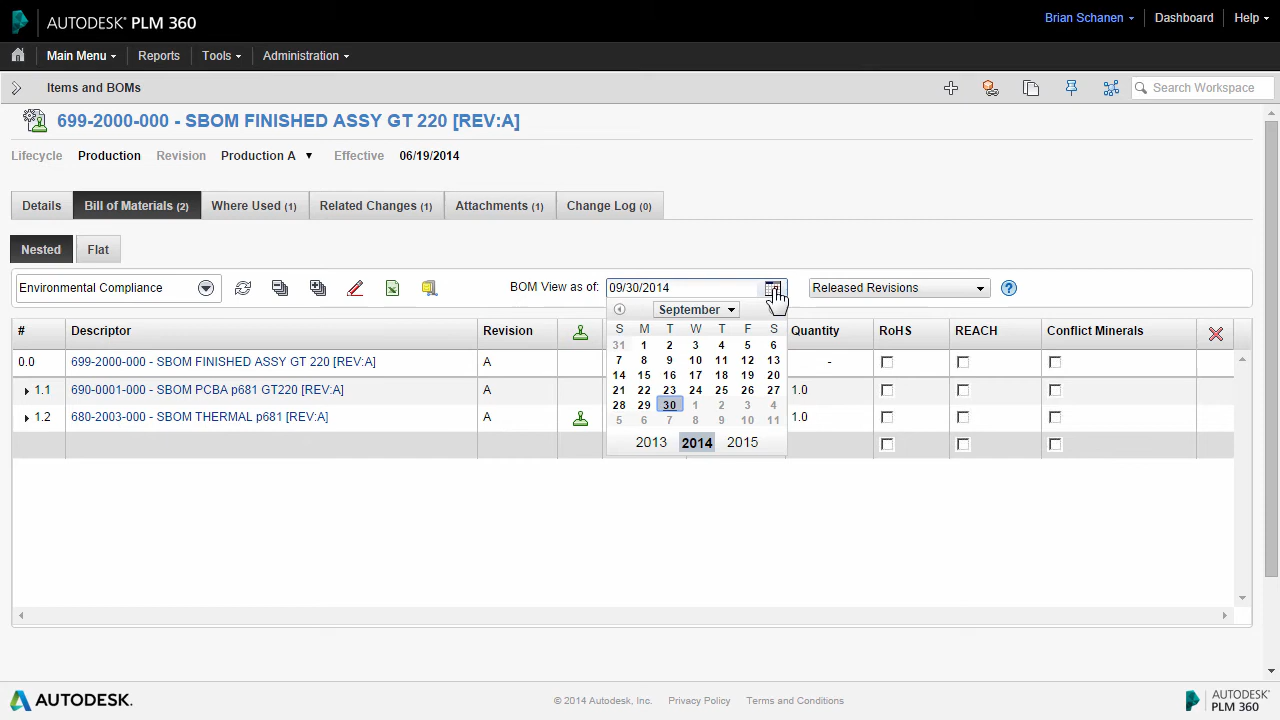 AUTODESK® PLM 360
Brian Schanen
Dashboard
Help
Main Menu
Reports
Tools
Administration
Items and BOMs
Search Workspace
699-2000-000 - SBOM FINISHED ASSY GT 220 [REV:A]
Lifecycle Production Revision Production A Effective 06/19/2014
Details
Bill of Materials (2)
Where Used (1)
Related Changes (1)
Attachments (1)
Change Log (0)
Nested
Flat
Environmental Compliance
BOM View as of: 09/30/2014
Released Revisions
September
S M T W T F S
31 1 2 3 4 5 6
7 8 9 10 11 12 13
14 15 16 17 18 19 20
21 22 23 24 25 26 27
28 29 30 1 2 3 4
5 6 7 8 9 10 11
2013 2014 2015
# Descriptor Revision Quantity RoHS REACH Conflict Minerals
0.0 699-2000-000 - SBOM FINISHED ASSY GT 220 [REV:A] A -
1.1 690-0001-000 - SBOM PCBA p681 GT220 [REV:A] A 1.0
1.2 680-2003-000 - SBOM THERMAL p681 [REV:A] A 1.0
AUTODESK.
© 2014 Autodesk, Inc. Privacy Policy Terms and Conditions
AUTODESK®
PLM 360